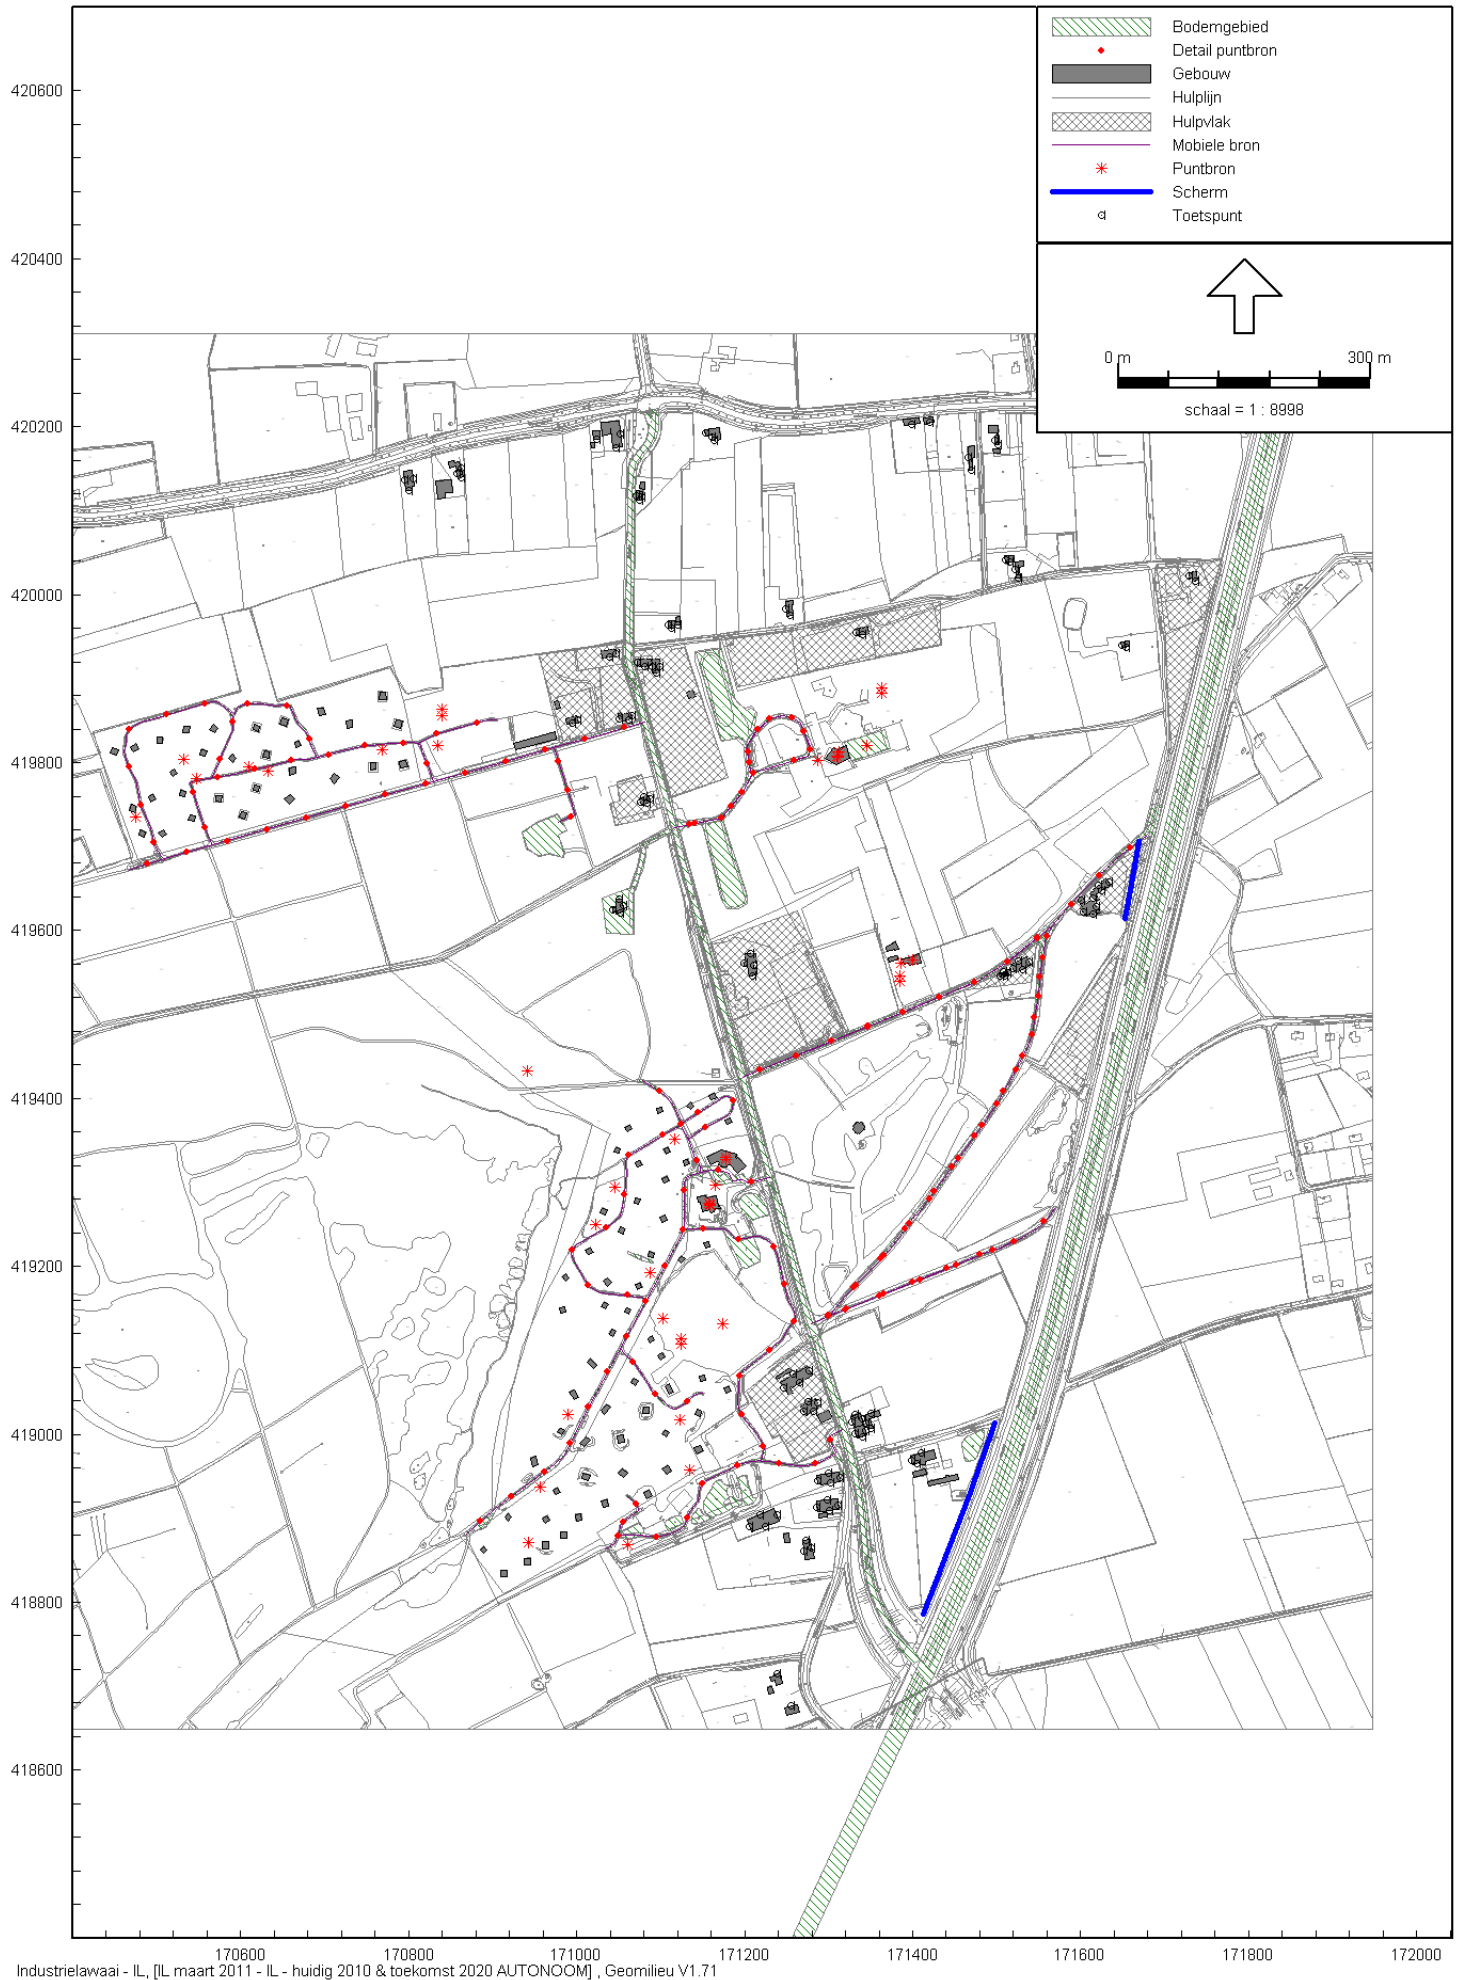 Bodemgebied
Detail puntbron
Gebouw
Hulplijn
Hulpvlak
Mobiele bron
Puntbron
Scherm
Toetspunt
0 m 300 m
schaal = 1 : 8998
420600
420400
420200
420000
419800
419600
419400
419200
419000
418800
418600
170600 170800 171000 171200 171400 171600 171800 172000
Industrielawaai - IL, [IL maart 2011 - IL - huidig 2010 & toekomst 2020 AUTONOOM] , Geomilieu V1.71